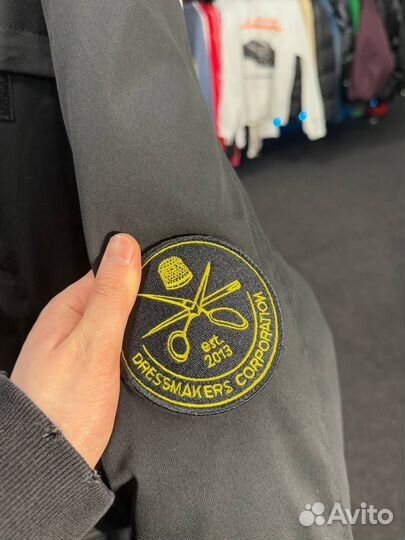 est.
2013
DRESSMAKERS CORPORATION
Avito